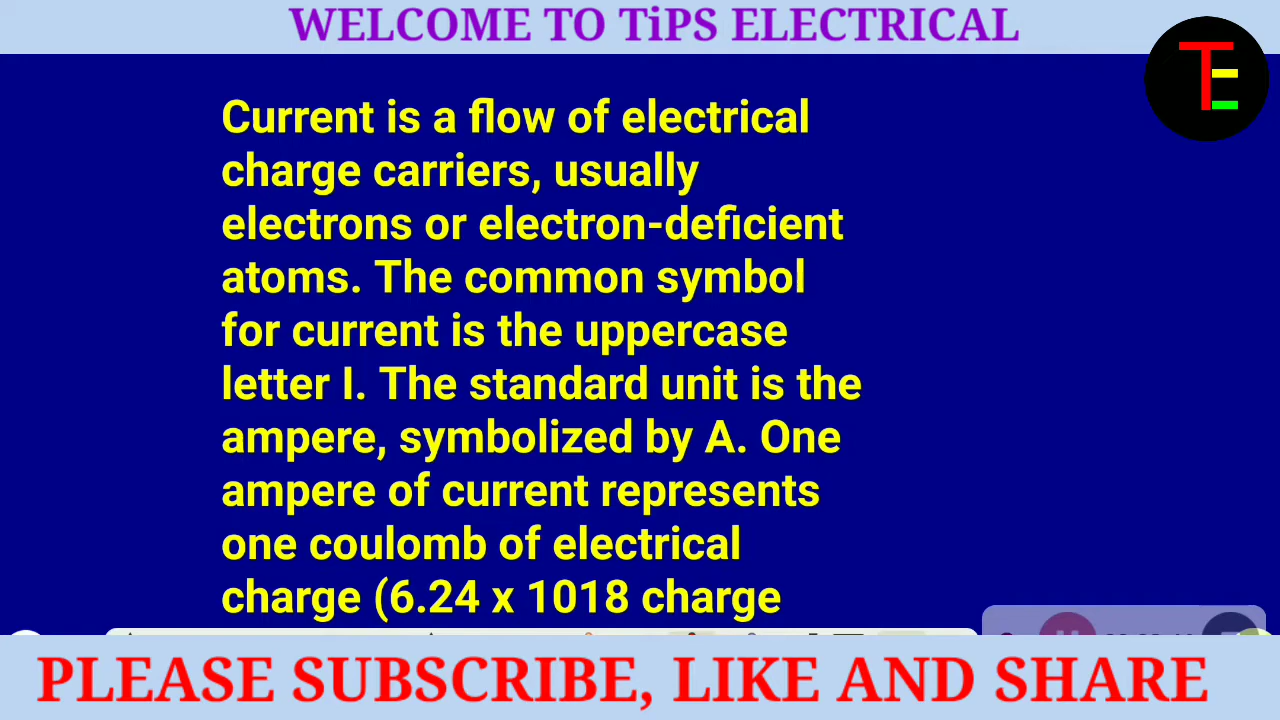 WELCOME TO TiPS ELECTRICAL
TE
Current is a flow of electrical
charge carriers, usually
electrons or electron-deficient
atoms. The common symbol
for current is the uppercase
letter I. The standard unit is the
ampere, symbolized by A. One
ampere of current represents
one coulomb of electrical
charge (6.24 x 1018 charge
PLEASE SUBSCRIBE, LIKE AND SHARE